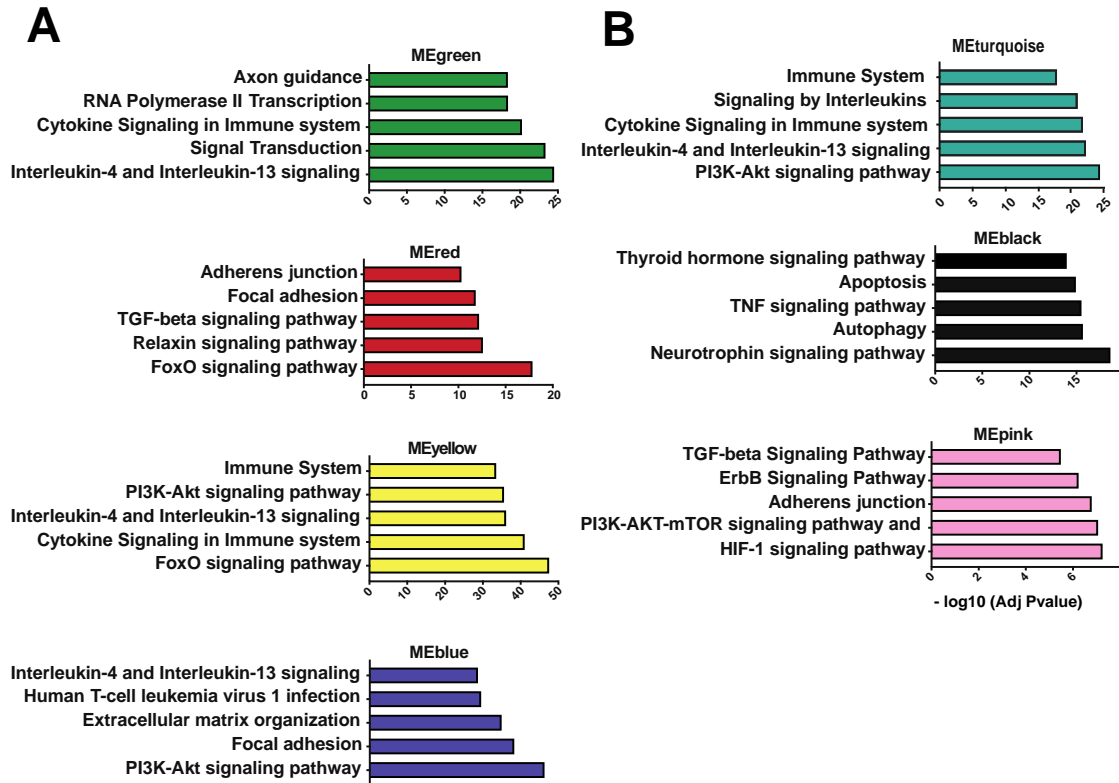 A
MEgreen
Axon guidance
RNA Polymerase II Transcription
Cytokine Signaling in Immune system
Signal Transduction
Interleukin-4 and Interleukin-13 signaling
0 5 10 15 20 25
MEred
Adherens junction
Focal adhesion
TGF-beta signaling pathway
Relaxin signaling pathway
FoxO signaling pathway
0 5 10 15 20
MEyellow
Immune System
PI3K-Akt signaling pathway
Interleukin-4 and Interleukin-13 signaling
Cytokine Signaling in Immune system
FoxO signaling pathway
0 10 20 30 40 50
MEblue
Interleukin-4 and Interleukin-13 signaling
Human T-cell leukemia virus 1 infection
Extracellular matrix organization
Focal adhesion
PI3K-Akt signaling pathway
B
MEturquoise
Immune System
Signaling by Interleukins
Cytokine Signaling in Immune system
Interleukin-4 and Interleukin-13 signaling
PI3K-Akt signaling pathway
0 5 10 15 20 25
MEblack
Thyroid hormone signaling pathway
Apoptosis
TNF signaling pathway
Autophagy
Neurotrophin signaling pathway
0 5 10 15
MEpink
TGF-beta Signaling Pathway
ErbB Signaling Pathway
Adherens junction
PI3K-AKT-mTOR signaling pathway and
HIF-1 signaling pathway
0 2 4 6
- log10 (Adj Pvalue)